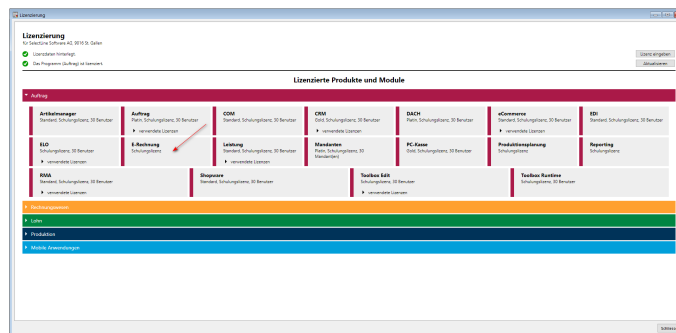 Lizenzierung
Lizenzierung
für SelectLine Software AG, 9016 St. Gallen
Lizenzdaten hinterlegt.
Lizenz eingeben
Das Programm (Auftrag) ist lizenziert.
Aktualisieren
Lizenzierte Produkte und Module
Auftrag
Artikelmanager
Standard, Schulungslizenz, 30 Benutzer
Auftrag
Platin, Schulungslizenz, 30 Benutzer
verwendete Lizenzen
COM
Standard, Schulungslizenz, 30 Benutzer
CRM
Gold, Schulungslizenz, 30 Benutzer
verwendete Lizenzen
DACH
Platin, Schulungslizenz, 30 Benutzer
eCommerce
Standard, Schulungslizenz, 30 Benutzer
verwendete Lizenzen
EDI
Standard, Schulungslizenz, 30 Benutzer
ELO
Schulungslizenz, 30 Benutzer
verwendete Lizenzen
E-Rechnung
Schulungslizenz
Leistung
Standard, Schulungslizenz, 30 Benutzer
verwendete Lizenzen
Mandanten
Platin, Schulungslizenz, 30
Mandant(en)
PC-Kasse
Gold, Schulungslizenz, 30 Benutzer
Produktionsplanung
Schulungslizenz
Reporting
Schulungslizenz
RMA
Standard, Schulungslizenz, 30 Benutzer
verwendete Lizenzen
Shopware
Standard, Schulungslizenz, 30 Benutzer
Toolbox Edit
Schulungslizenz, 30 Benutzer
verwendete Lizenzen
Toolbox Runtime
Schulungslizenz, 30 Benutzer
Rechnungswesen
Lohn
Produktion
Mobile Anwendungen